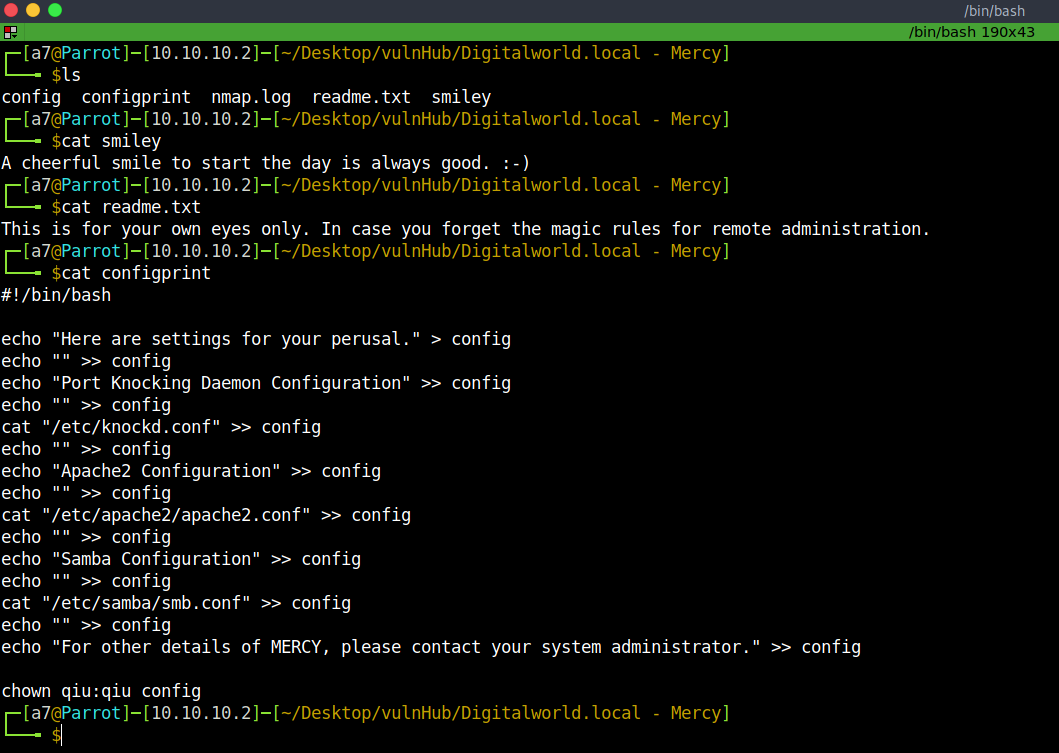 /bin/bash
/bin/bash 190x43
┌─[a7@Parrot]─[10.10.10.2]─[~/Desktop/vulnHub/Digitalworld.local - Mercy]
└──╼ $ls
config  configprint  nmap.log  readme.txt  smiley
┌─[a7@Parrot]─[10.10.10.2]─[~/Desktop/vulnHub/Digitalworld.local - Mercy]
└──╼ $cat smiley
A cheerful smile to start the day is always good. :-)
┌─[a7@Parrot]─[10.10.10.2]─[~/Desktop/vulnHub/Digitalworld.local - Mercy]
└──╼ $cat readme.txt
This is for your own eyes only. In case you forget the magic rules for remote administration.
┌─[a7@Parrot]─[10.10.10.2]─[~/Desktop/vulnHub/Digitalworld.local - Mercy]
└──╼ $cat configprint
#!/bin/bash

echo "Here are settings for your perusal." > config
echo "" >> config
echo "Port Knocking Daemon Configuration" >> config
echo "" >> config
cat "/etc/knockd.conf" >> config
echo "" >> config
echo "Apache2 Configuration" >> config
echo "" >> config
cat "/etc/apache2/apache2.conf" >> config
echo "" >> config
echo "Samba Configuration" >> config
echo "" >> config
cat "/etc/samba/smb.conf" >> config
echo "" >> config
echo "For other details of MERCY, please contact your system administrator." >> config

chown qiu:qiu config
┌─[a7@Parrot]─[10.10.10.2]─[~/Desktop/vulnHub/Digitalworld.local - Mercy]
└──╼ $